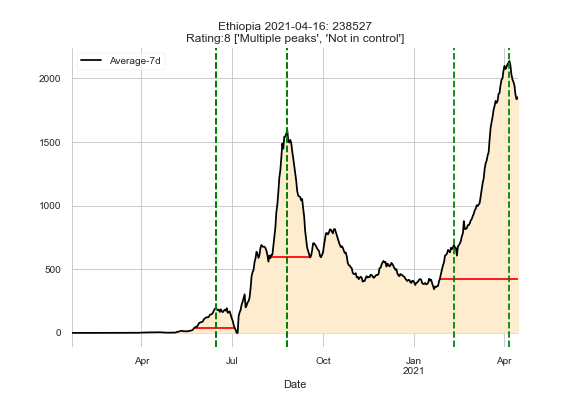 Ethiopia 2021-04-16: 238527
Rating:8 ['Multiple peaks', 'Not in control']
Average-7d
2000
1500
1000
500
0
Apr Jul Oct Jan Apr
2021
Date